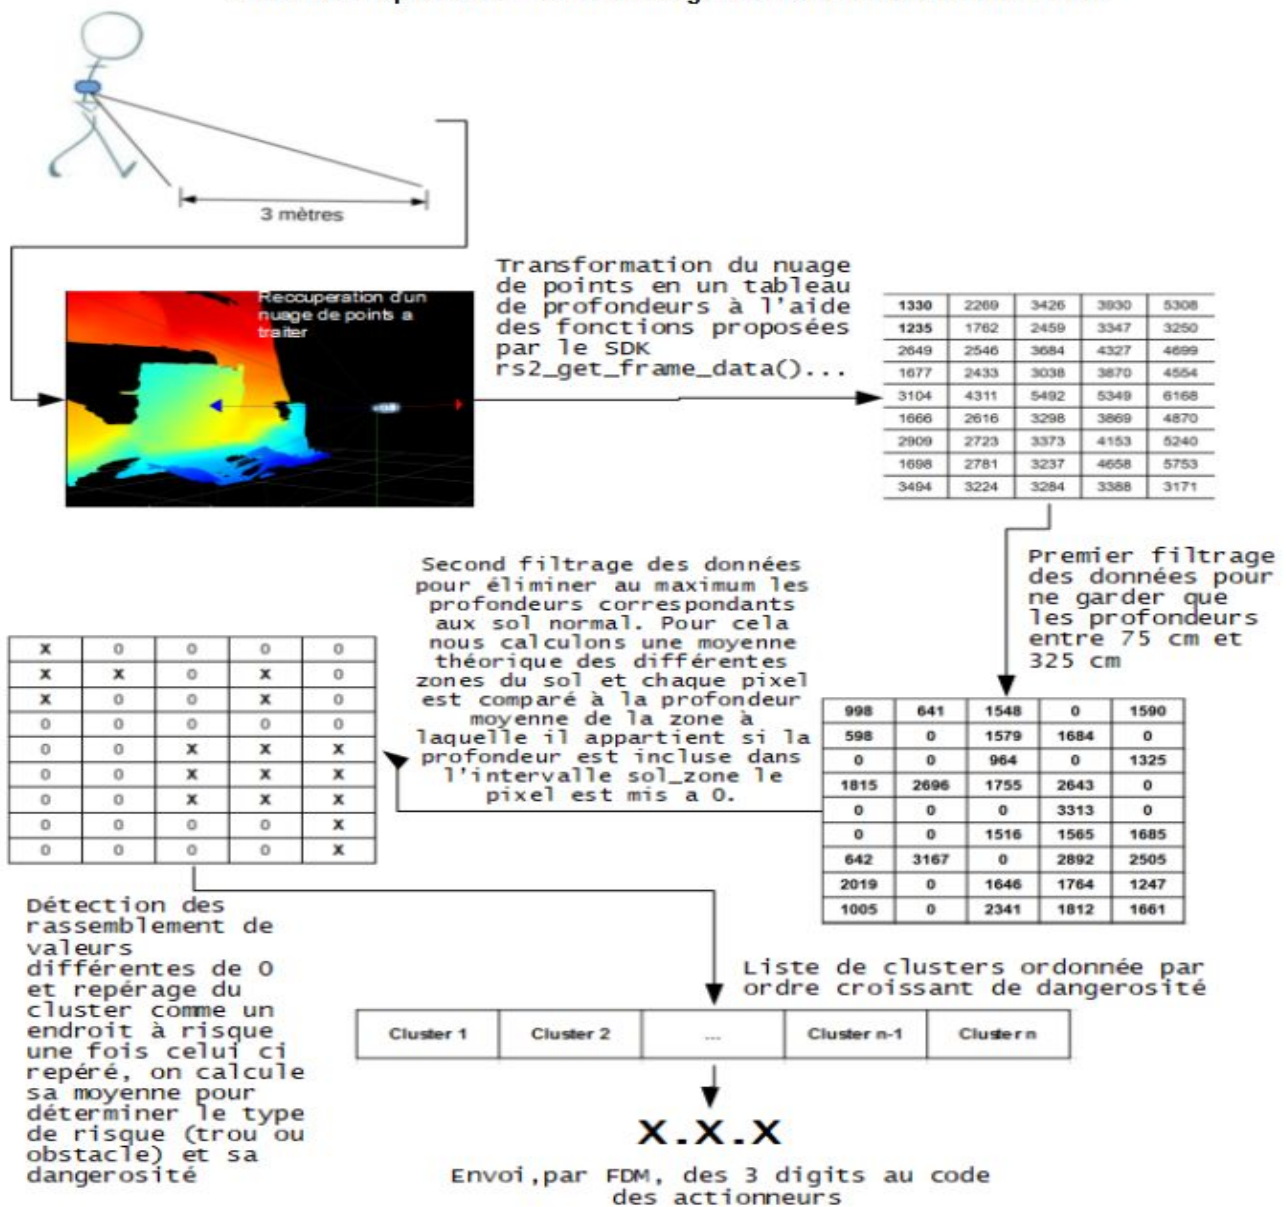 3 mètres
Reccuperation d'un
nuage de points a
traiter
Transformation du nuage
de points en un tableau
de profondeurs à l'aide
des fonctions proposées
par le SDK
rs2_get_frame_data()...
1330 2269 3426 3930 5308
1235 1762 2459 3347 3250
2649 2546 3684 4327 4699
1677 2433 3038 3870 4554
3104 4311 5492 5349 6168
1666 2616 3298 3869 4870
2909 2723 3373 4153 5240
1698 2781 3237 4658 5753
3494 3224 3284 3388 3171
Premier filtrage
des données pour
ne garder que
les profondeurs
entre 75 cm et
325 cm
998 641 1548 0 1590
598 0 1579 1684 0
0 0 964 0 1325
1815 2696 1755 2643 0
0 0 0 3313 0
0 0 1516 1565 1685
642 3167 0 2892 2505
2019 0 1646 1764 1247
1005 0 2341 1812 1661
Second filtrage des données
pour éliminer au maximum les
profondeurs correspondants
aux sol normal. Pour cela
nous calculons une moyenne
théorique des différentes
zones du sol et chaque pixel
est comparé à la profondeur
moyenne de la zone à
laquelle il appartient si la
profondeur est incluse dans
l'intervalle sol_zone le
pixel est mis a 0.
X 0 0 0 0
X X 0 X 0
X 0 0 X 0
0 0 0 0 0
0 0 X X X
0 0 X X X
0 0 X X X
0 0 0 0 X
0 0 0 0 X
Détection des
rassemblement de
valeurs
différentes de 0
et repérage du
cluster comme un
endroit à risque
une fois celui ci
repéré, on calcule
sa moyenne pour
déterminer le type
de risque (trou ou
obstacle) et sa
dangerosité
Liste de clusters ordonnée par
ordre croissant de dangerosité
Cluster 1 Cluster 2 ... Cluster n-1 Cluster n
X.X.X
Envoi,par FDM, des 3 digits au code
des actionneurs